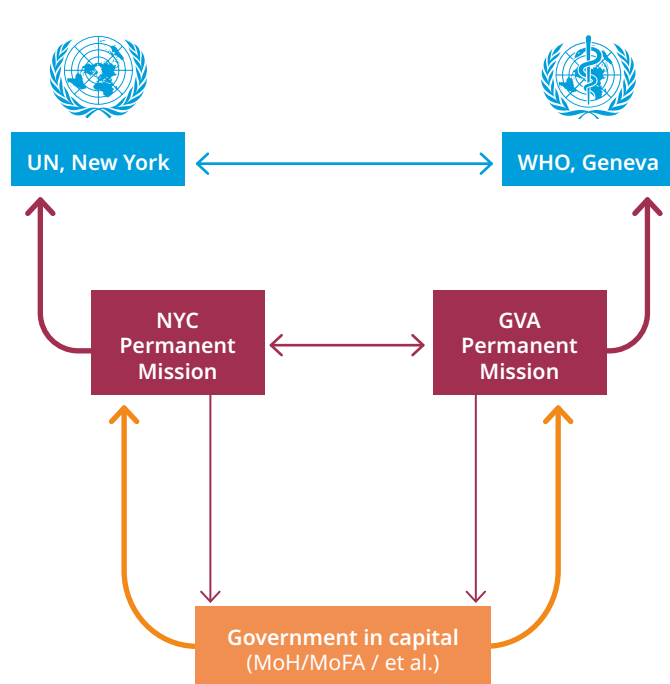 UN, New York
WHO, Geneva
NYC
Permanent
Mission
GVA
Permanent
Mission
Government in capital
(MoH/MoFA / et al.)